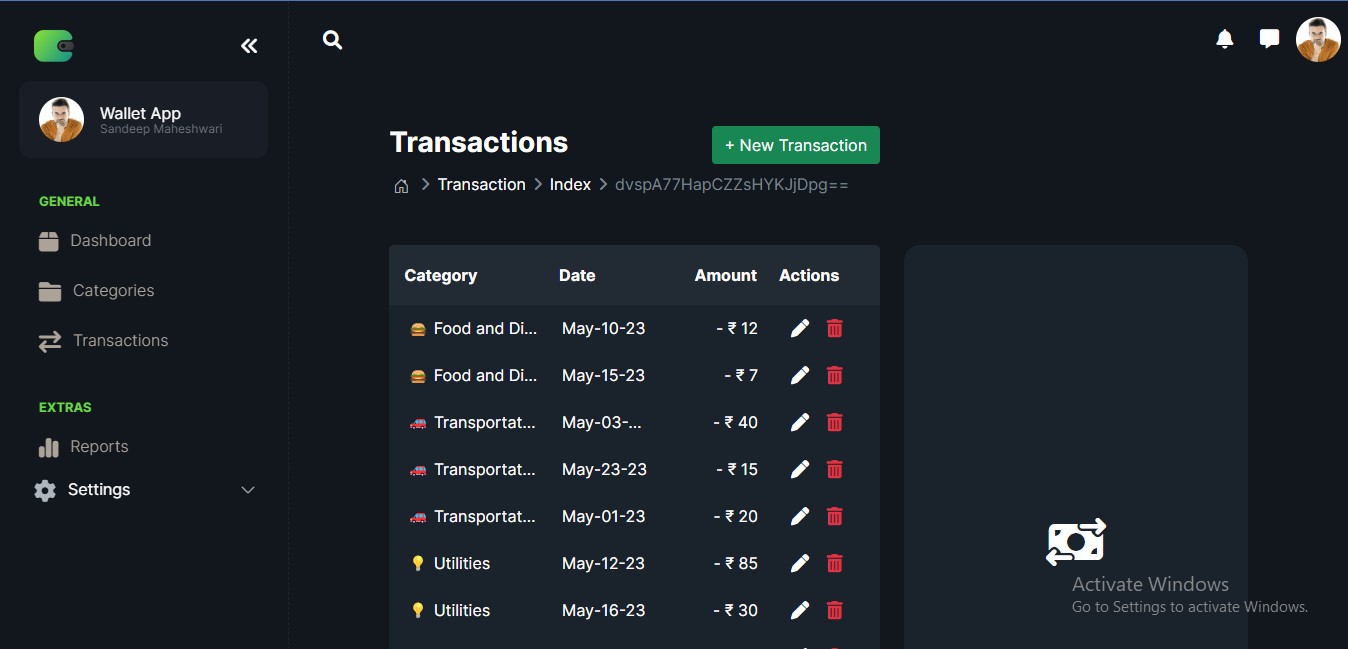 Wallet App
Sandeep Maheshwari
GENERAL
Dashboard
Categories
Transactions
EXTRAS
Reports
Settings
Transactions
+ New Transaction
Transaction > Index > dvspA77HapCZZsHYKJjDpg==
Category Date Amount Actions
Food and Di... May-10-23 - ₹ 12
Food and Di... May-15-23 - ₹ 7
Transportat... May-03-... - ₹ 40
Transportat... May-23-23 - ₹ 15
Transportat... May-01-23 - ₹ 20
Utilities May-12-23 - ₹ 85
Utilities May-16-23 - ₹ 30
Activate Windows
Go to Settings to activate Windows.